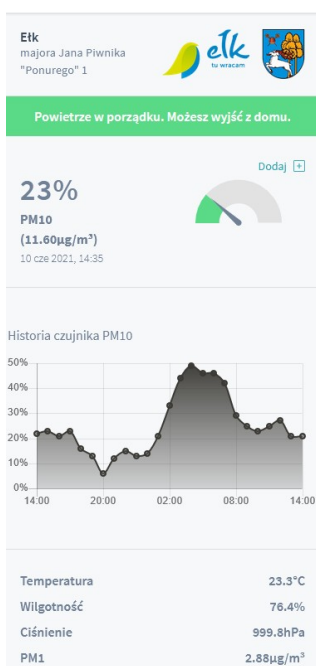 Ełk
majora Jana Piwnika
"Ponurego" 1
ełk
tu wracam
Powietrze w porządku. Możesz wyjść z domu.
Dodaj +
23%
PM10
(11.60µg/m³)
10 cze 2021, 14:35
Historia czujnika PM10
50%
40%
30%
20%
10%
0%
14:00 20:00 02:00 08:00 14:00
Temperatura 23.3°C
Wilgotność 76.4%
Ciśnienie 999.8hPa
PM1 2.88µg/m³